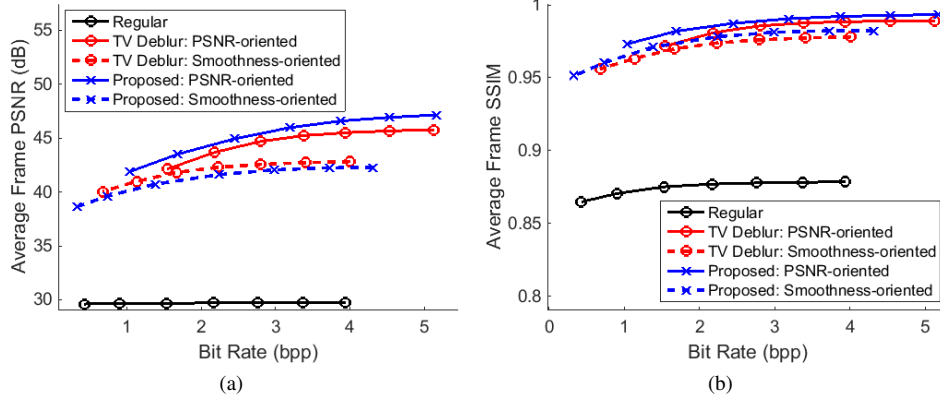 55
50
45
40
35
30
Average Frame PSNR (dB)
Regular
TV Deblur: PSNR-oriented
TV Deblur: Smoothness-oriented
Proposed: PSNR-oriented
Proposed: Smoothness-oriented
1 2 3 4 5
Bit Rate (bpp)
(a)
1
0.95
0.9
0.85
0.8
Average Frame SSIM
Regular
TV Deblur: PSNR-oriented
TV Deblur: Smoothness-oriented
Proposed: PSNR-oriented
Proposed: Smoothness-oriented
0 1 2 3 4 5
Bit Rate (bpp)
(b)